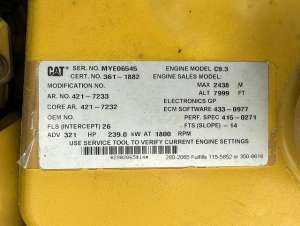 CAT SERIAL NO. MYE06545 ENGINE MODEL C9.3
CERT. NO. 361-1882 ENGINE SALES MODEL:
MODIFICATION NO. MAX 2438 M
AR. NO. 421-7233 ALT 7999 FT
ELECTRONICS GP
CORE AR. NO. 421-7232 ECM SOFTWARE 433-0977
OEM NO. PERF. SPEC 415-0271
FLS (INTERCEPT) 26 FTS (SLOPE) -14
ADV 321 HP 239.0 kW AT 1800 RPM
USE SERVICE TOOL TO VERIFY CURRENT ENGINE SETTINGS